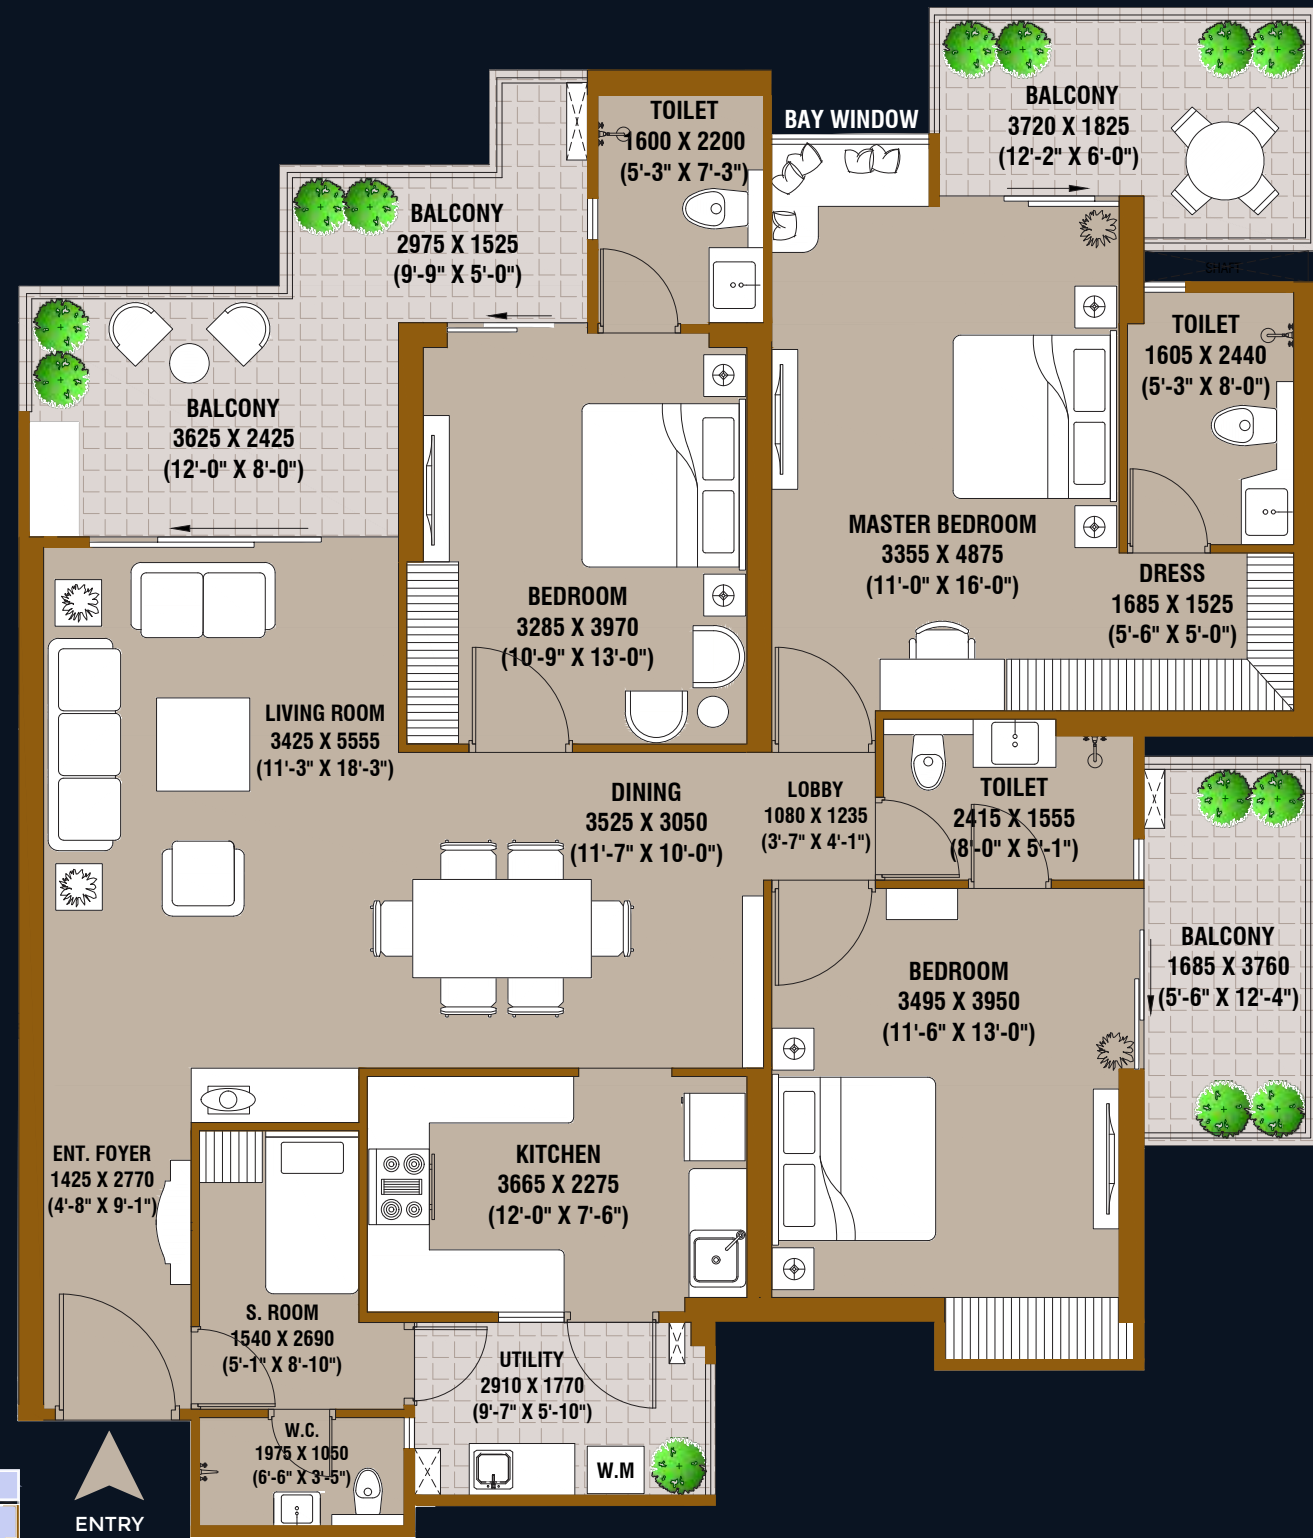 TOILET
1600 X 2200
(5'-3" X 7'-3")
BAY WINDOW
BALCONY
3720 X 1825
(12'-2" X 6'-0")
BALCONY
2975 X 1525
(9'-9" X 5'-0")
SHAFT
TOILET
1605 X 2440
(5'-3" X 8'-0")
BALCONY
3625 X 2425
(12'-0" X 8'-0")
MASTER BEDROOM
3355 X 4875
(11'-0" X 16'-0")
DRESS
1685 X 1525
(5'-6" X 5'-0")
BEDROOM
3285 X 3970
(10'-9" X 13'-0")
LIVING ROOM
3425 X 5555
(11'-3" X 18'-3")
DINING
3525 X 3050
(11'-7" X 10'-0")
LOBBY
1080 X 1235
(3'-7" X 4'-1")
TOILET
2415 X 1555
(8'-0" X 5'-1")
BALCONY
1685 X 3760
(5'-6" X 12'-4")
BEDROOM
3495 X 3950
(11'-6" X 13'-0")
ENT. FOYER
1425 X 2770
(4'-8" X 9'-1")
KITCHEN
3665 X 2275
(12'-0" X 7'-6")
S. ROOM
1540 X 2690
(5'-1" X 8'-10")
UTILITY
2910 X 1770
(9'-7" X 5'-10")
W.C.
1975 X 1050
(6'-6" X 3'-5")
W.M
ENTRY